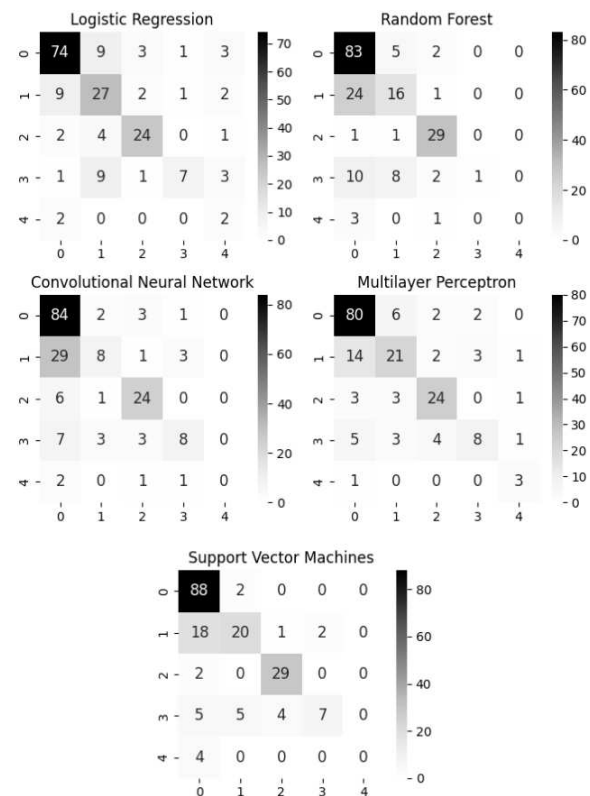 Logistic Regression
0 74 9 3 1 3
1 9 27 2 1 2
2 2 4 24 0 1
3 1 9 1 7 3
4 2 0 0 0 2
0 1 2 3 4
70
60
50
40
30
20
10
0
Random Forest
0 83 5 2 0 0
1 24 16 1 0 0
2 1 1 29 0 0
3 10 8 2 1 0
4 3 0 1 0 0
0 1 2 3 4
80
60
40
20
0
Convolutional Neural Network
0 84 2 3 1 0
1 29 8 1 3 0
2 6 1 24 0 0
3 7 3 3 8 0
4 2 0 1 1 0
0 1 2 3 4
80
60
40
20
0
Multilayer Perceptron
0 80 6 2 2 0
1 14 21 2 3 1
2 3 3 24 0 1
3 5 3 4 8 1
4 1 0 0 0 3
0 1 2 3 4
80
70
60
50
40
30
20
10
0
Support Vector Machines
0 88 2 0 0 0
1 18 20 1 2 0
2 2 0 29 0 0
3 5 5 4 7 0
4 4 0 0 0 0
0 1 2 3 4
80
60
40
20
0